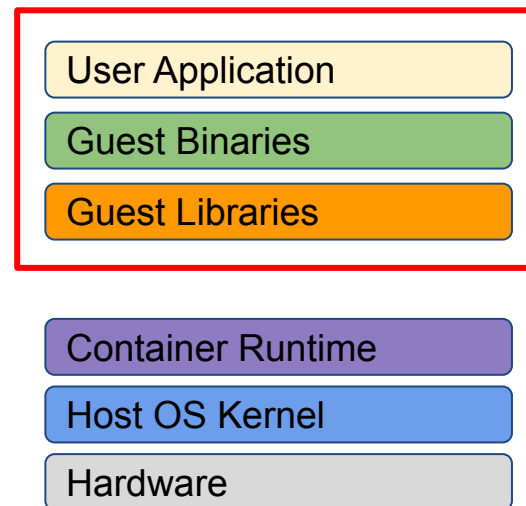 User Application
Guest Binaries
Guest Libraries
Container Runtime
Host OS Kernel
Hardware